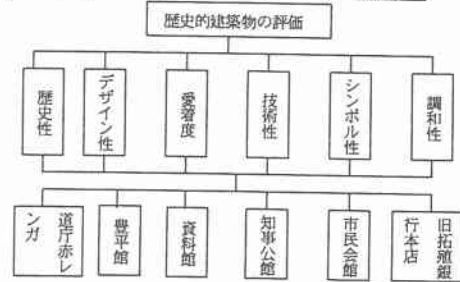 歴史的建築物の評価
歴史性
デザイン性
愛着度
技術性
シンボル性
調和性
道庁赤レ
ンガ
豊平館
資料館
知事公館
市民会館
旧拓殖銀
行本店